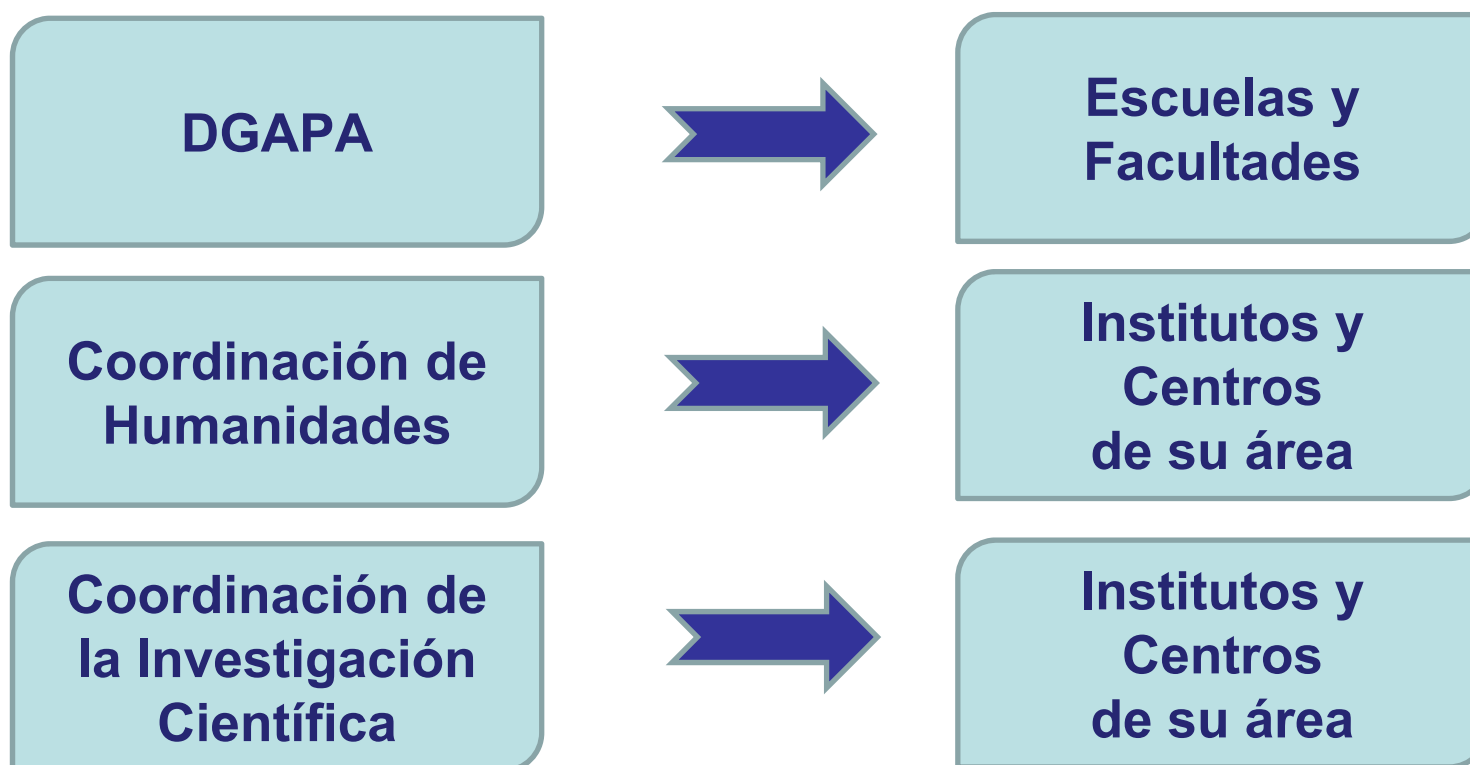 DGAPA
Escuelas y
Facultades
Coordinación de
Humanidades
Institutos y
Centros
de su área
Coordinación de
la Investigación
Científica
Institutos y
Centros
de su área